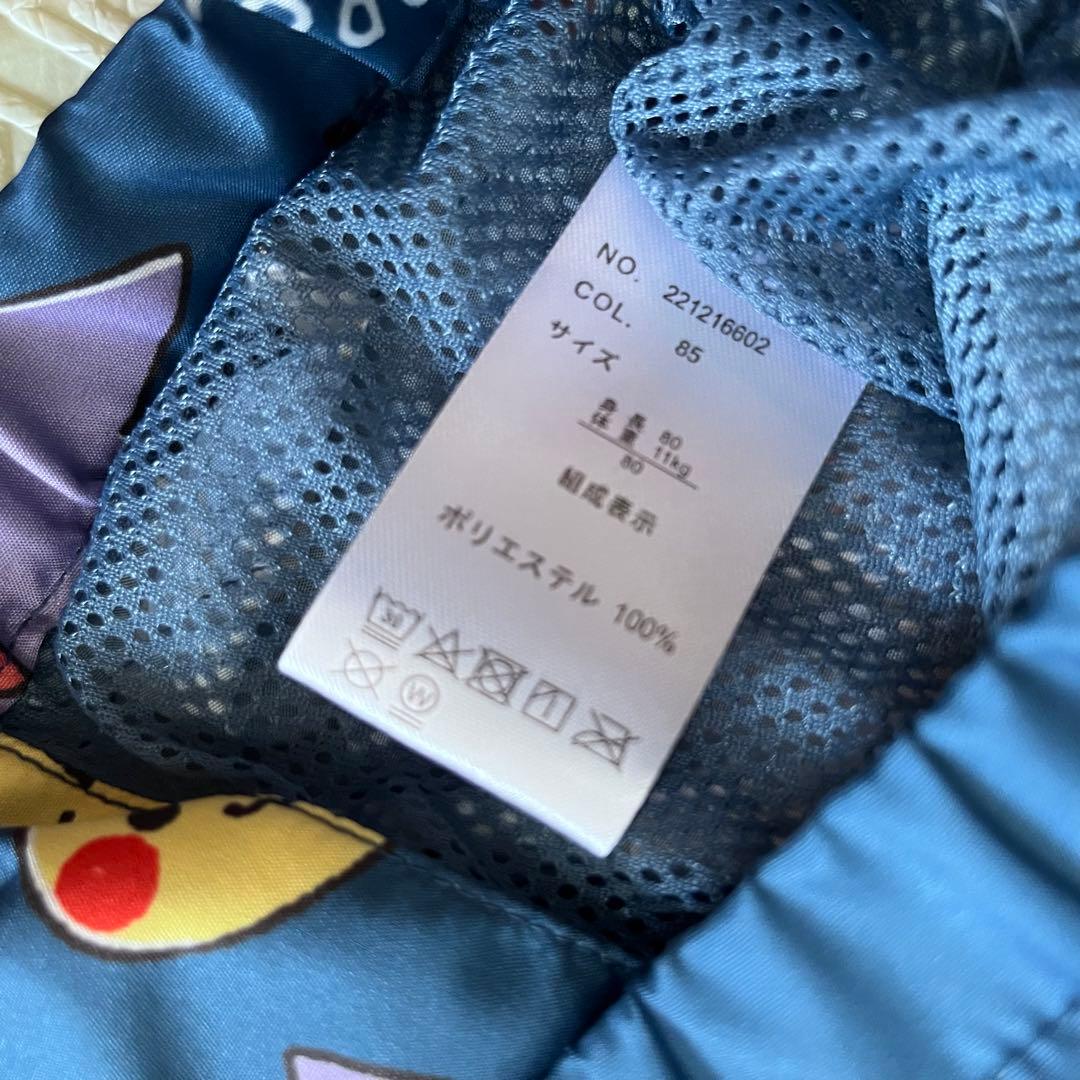 NO. 221216602
COL. 85
サイズ
身長 80
体重 11kg
80
組成表示
ポリエステル 100%
30
W